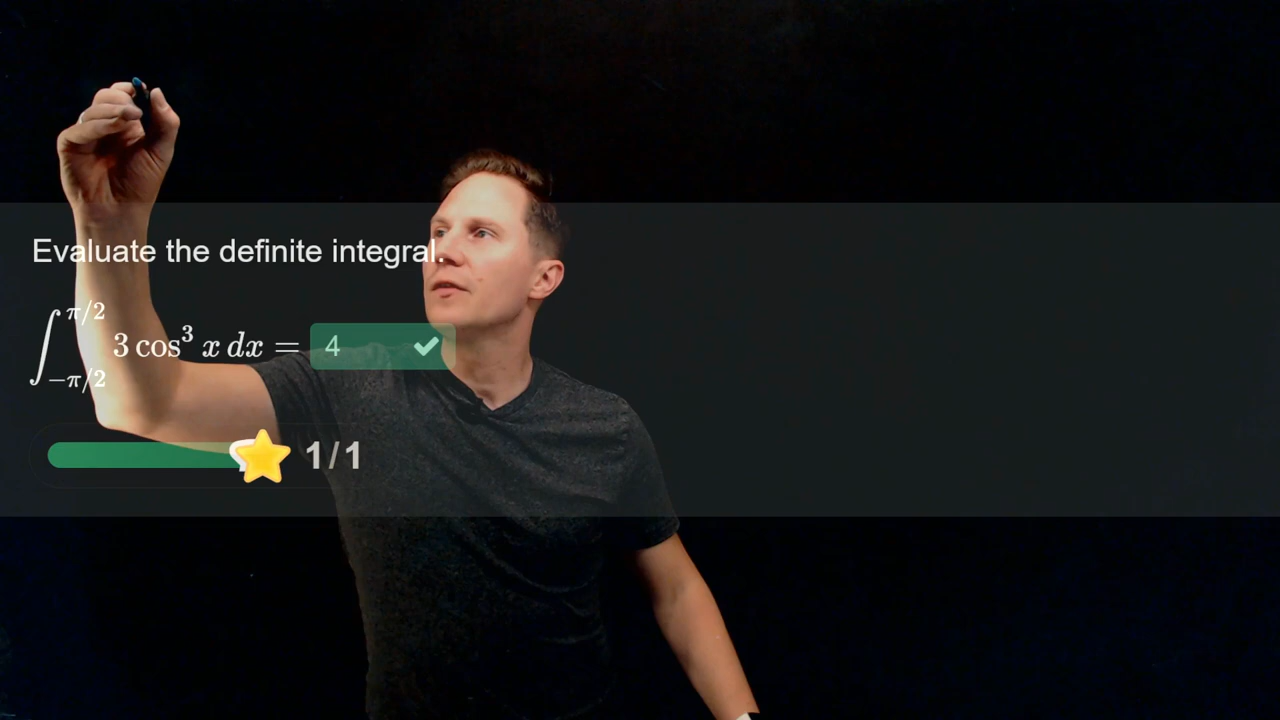 Evaluate the definite integral.
∫_{-π/2}^{π/2} 3 cos³ x dx = 4 ✔
1/1